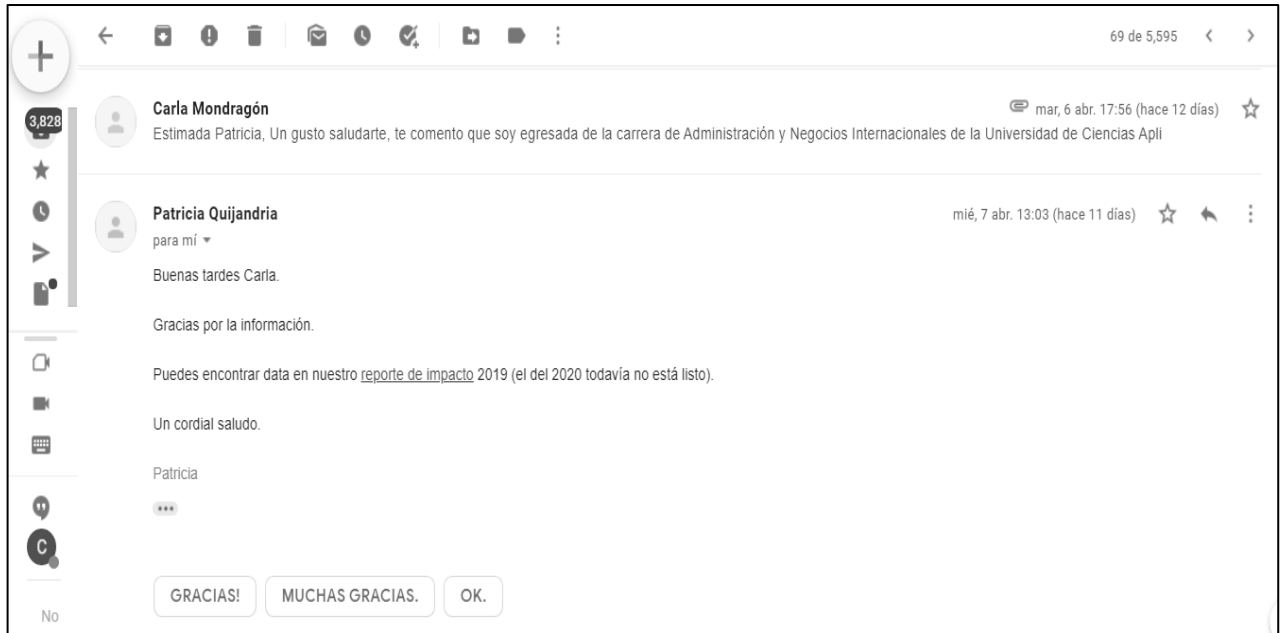 69 de 5,595
3,828
Carla Mondragón
mar, 6 abr. 17:56 (hace 12 días)
Estimada Patricia, Un gusto saludarte, te comento que soy egresada de la carrera de Administración y Negocios Internacionales de la Universidad de Ciencias Apli
Patricia Quijandria
mié, 7 abr. 13:03 (hace 11 días)
para mí
Buenas tardes Carla.
Gracias por la información.
Puedes encontrar data en nuestro reporte de impacto 2019 (el del 2020 todavía no está listo).
Un cordial saludo.
Patricia
C
GRACIAS!
MUCHAS GRACIAS.
OK.
No